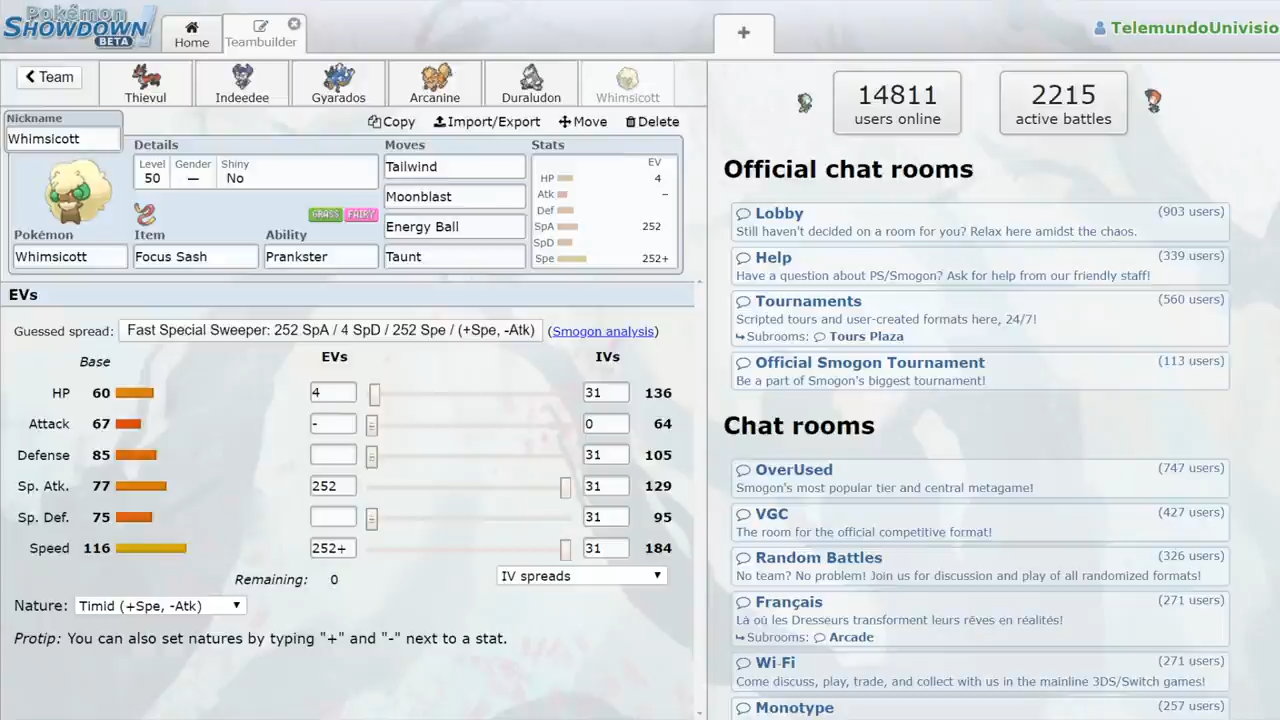 Pokémon
SHOWDOWN!
BETA
Home
Teambuilder
+
TelemundoUnivisio
Team
Thievul
Indeedee
Gyarados
Arcanine
Duraludon
Whimsicott
Copy
Import/Export
Move
Delete
Nickname
Whimsicott
Details
Level
50
Gender
—
Shiny
No
GRASS
FAIRY
Pokémon
Whimsicott
Item
Focus Sash
Ability
Prankster
Moves
Tailwind
Moonblast
Energy Ball
Taunt
Stats
EV
HP 4
Atk –
Def
SpA 252
SpD
Spe 252+
EVs
Guessed spread: Fast Special Sweeper: 252 SpA / 4 SpD / 252 Spe / (+Spe, -Atk) (Smogon analysis)
Base EVs IVs
HP 60 4 31 136
Attack 67 - 0 64
Defense 85 31 105
Sp. Atk. 77 252 31 129
Sp. Def. 75 31 95
Speed 116 252+ 31 184
Remaining: 0
IV spreads
Nature: Timid (+Spe, -Atk)
Protip: You can also set natures by typing "+" and "-" next to a stat.
14811
users online
2215
active battles
Official chat rooms
Lobby (903 users)
Still haven't decided on a room for you? Relax here amidst the chaos.
Help (339 users)
Have a question about PS/Smogon? Ask for help from our friendly staff!
Tournaments (560 users)
Scripted tours and user-created formats here, 24/7!
↳Subrooms: Tours Plaza
Official Smogon Tournament (113 users)
Be a part of Smogon's biggest tournament!
Chat rooms
OverUsed (747 users)
Smogon's most popular tier and central metagame!
VGC (427 users)
The room for the official competitive format!
Random Battles (326 users)
No team? No problem! Join us for discussion and play of all randomized formats!
Français (271 users)
Là où les Dresseurs transforment leurs rêves en réalités!
↳Subrooms: Arcade
Wi-Fi (271 users)
Come discuss, play, trade, and collect with us in the mainline 3DS/Switch games!
Monotype (257 users)